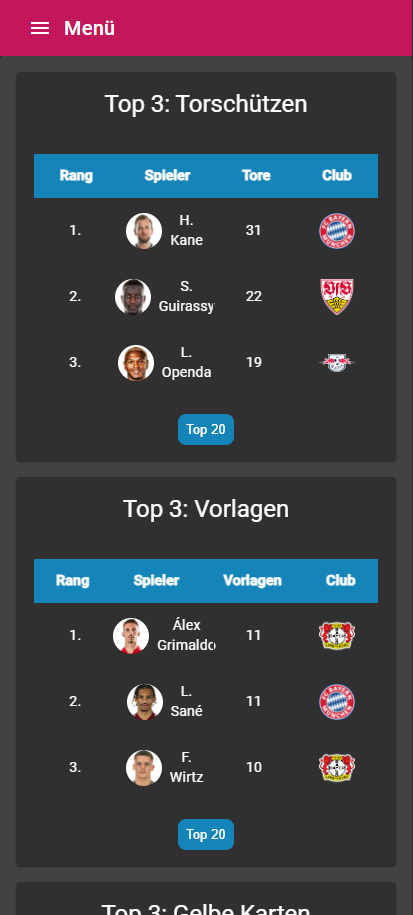 Menü
Top 3: Torschützen
Rang Spieler Tore Club
1. H. Kane 31
2. S. Guirassy 22
3. L. Openda 19
Top 20
Top 3: Vorlagen
Rang Spieler Vorlagen Club
1. Álex Grimaldo 11
2. L. Sané 11
3. F. Wirtz 10
Top 20
Top 3: Gelbe Karten